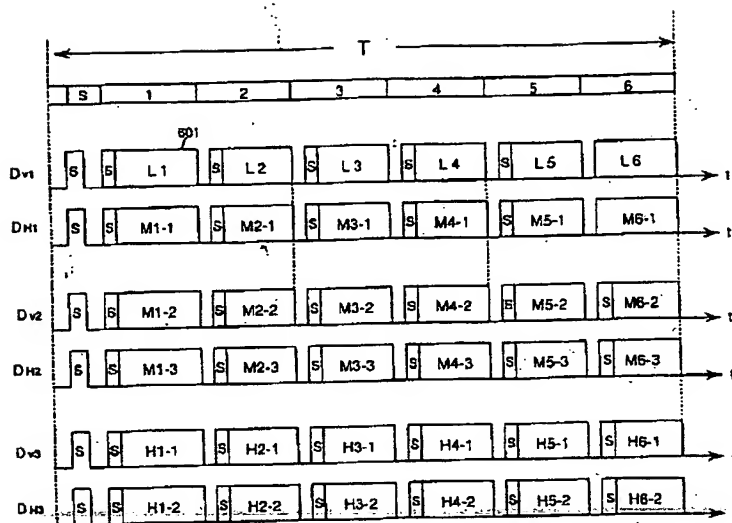 T
S 1 2 3 4 5 6
601
Dv1 S S L1 S L2 S L3 S L4 S L5 L6 t
DH1 S S M1-1 S M2-1 S M3-1 S M4-1 S M5-1 M6-1 t
Dv2 S S M1-2 S M2-2 S M3-2 S M4-2 S M5-2 S M6-2 t
DH2 S S M1-3 S M2-3 S M3-3 S M4-3 S M5-3 S M6-3
Dv3 S S H1-1 S H2-1 S H3-1 S H4-1 S H5-1 S H6-1
DH3 S S H1-2 S H2-2 S H3-2 S H4-2 S H5-2 S H6-2